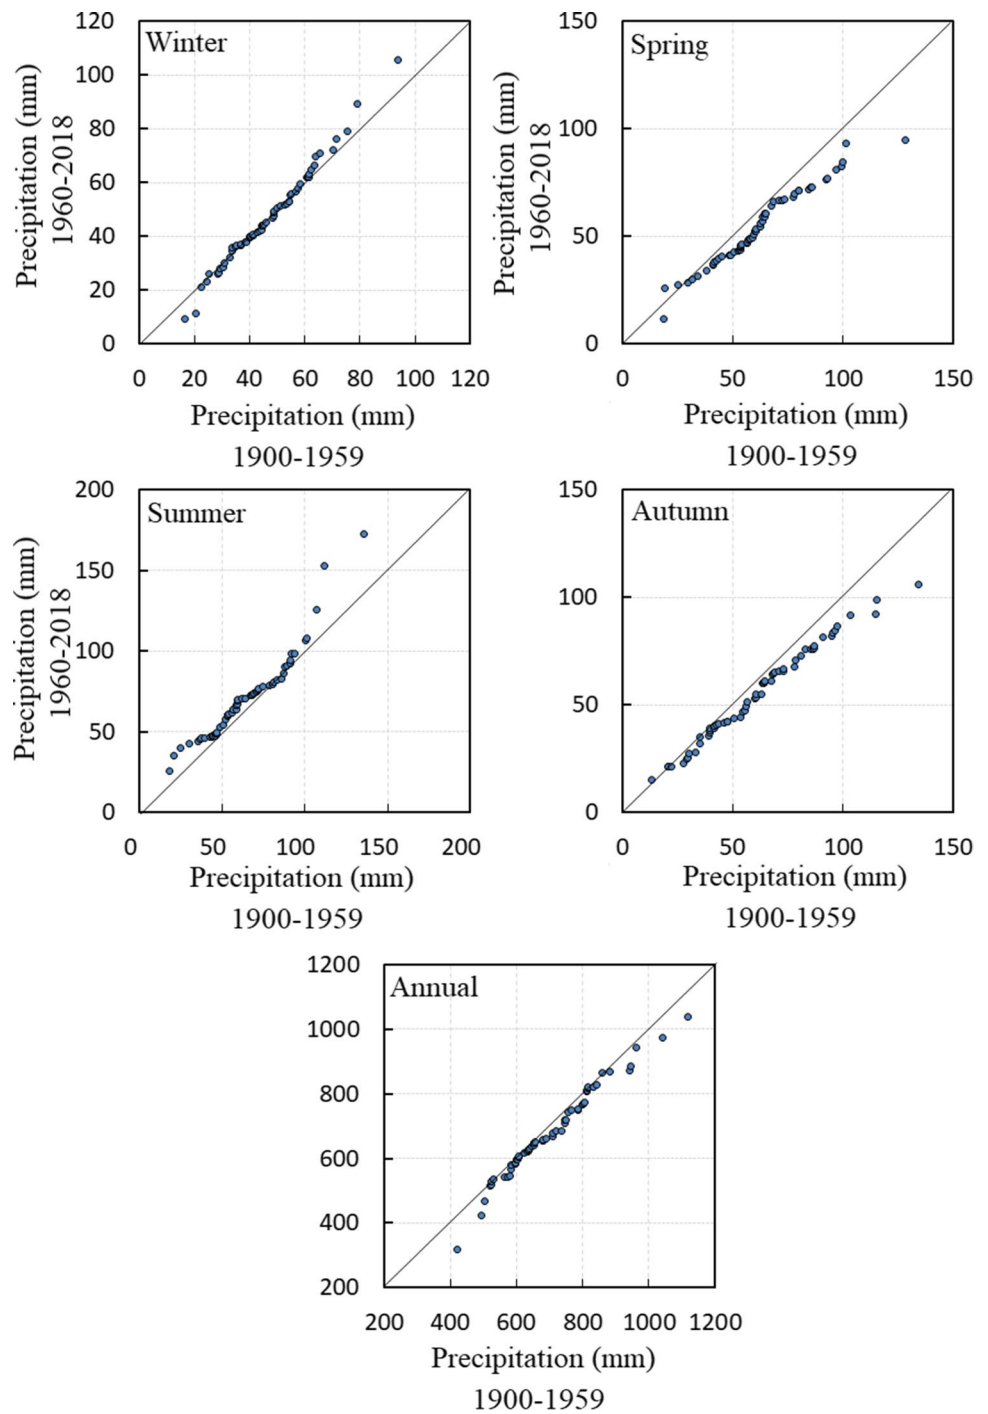 Winter
Precipitation (mm)
1960-2018
120
100
80
60
40
20
0
0 20 40 60 80 100 120
Precipitation (mm)
1900-1959
Spring
Precipitation (mm)
1960-2018
150
100
50
0
0 50 100 150
Precipitation (mm)
1900-1959
Summer
Precipitation (mm)
1960-2018
200
150
100
50
0
0 50 100 150 200
Precipitation (mm)
1900-1959
Autumn
150
100
50
0
0 50 100 150
Precipitation (mm)
1900-1959
Annual
1200
1000
800
600
400
200
200 400 600 800 1000 1200
Precipitation (mm)
1900-1959